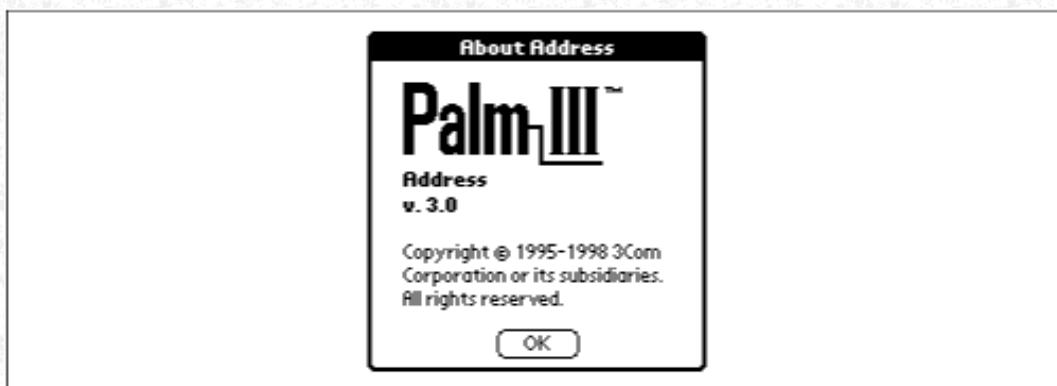 About Address
Palm III™
Address
v. 3.0
Copyright © 1995-1998 3Com
Corporation or its subsidiaries.
All rights reserved.
OK